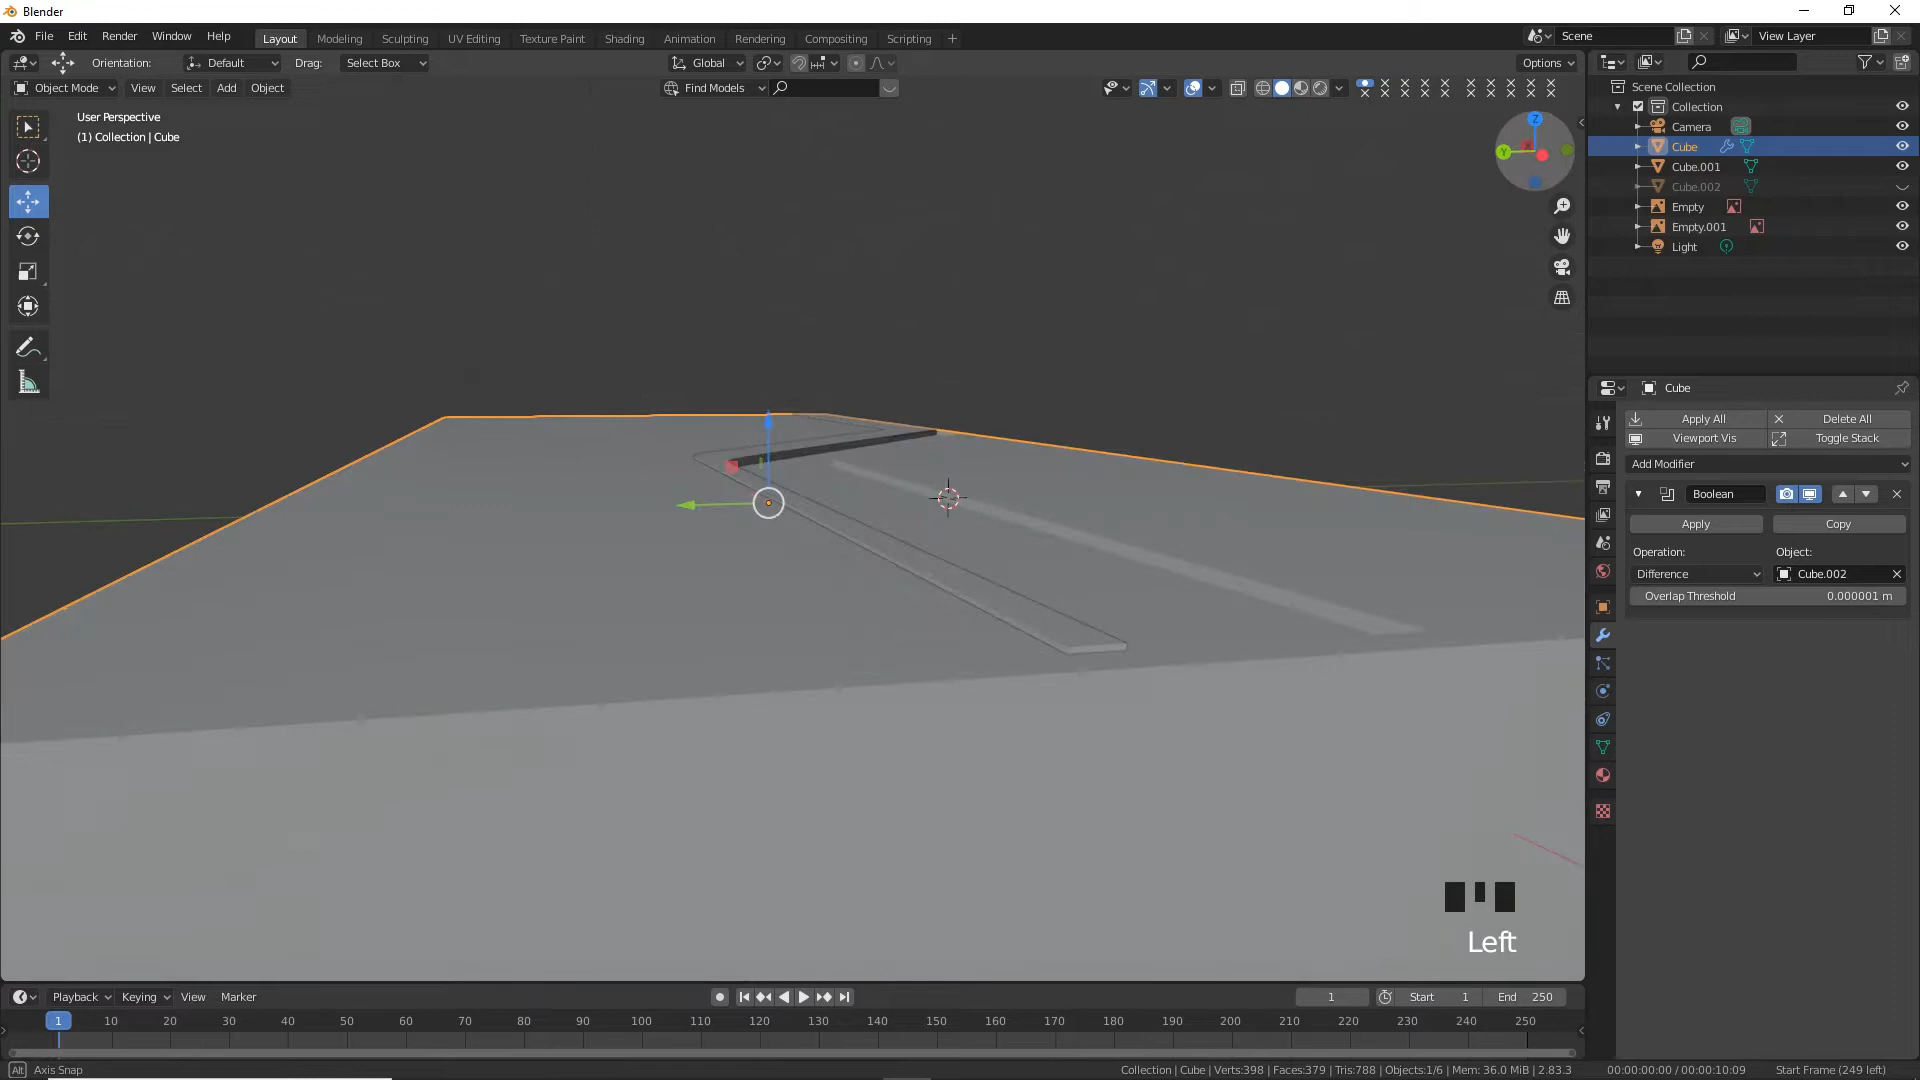 Blender
File Edit Render Window Help
Layout Modeling Sculpting UV Editing Texture Paint Shading Animation Rendering Compositing Scripting +
Scene
View Layer
Orientation: Default Drag: Select Box
Global
Options
Object Mode View Select Add Object
Find Models
User Perspective
(1) Collection | Cube
Z
Y
Scene Collection
Collection
Camera
Cube
Cube.001
Cube.002
Empty
Empty.001
Light
Cube
Apply All Delete All
Viewport Vis Toggle Stack
Add Modifier
Boolean
Apply Copy
Operation: Object:
Difference Cube.002
Overlap Threshold 0.000001 m
Left
Playback Keying View Marker
1 Start 1 End 250
1 10 20 30 40 50 60 70 80 90 100 110 120 130 140 150 160 170 180 190 200 210 220 230 240 250
Alt Axis Snap
Collection | Cube | Verts:398 | Faces:379 | Tris:788 | Objects:1/6 | Mem: 36.0 MiB | 2.83.3
00:00:00:00 / 00:00:10:09
Start Frame (249 left)